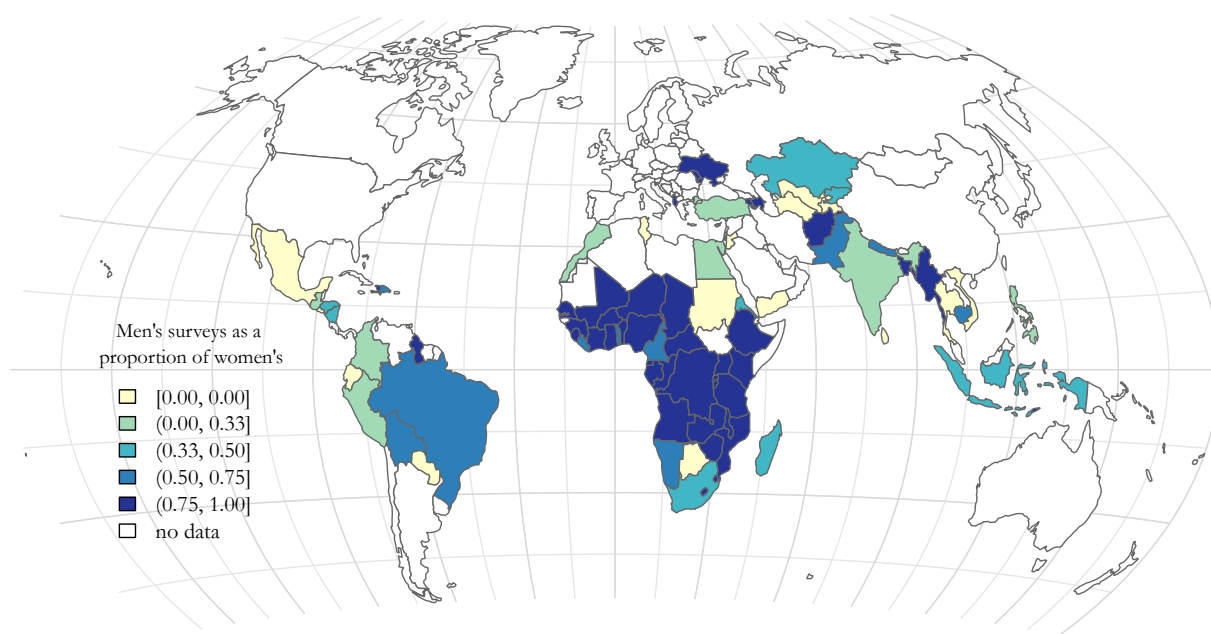 Men's surveys as a
proportion of women's
[0.00, 0.00]
(0.00, 0.33]
(0.33, 0.50]
(0.50, 0.75]
(0.75, 1.00]
no data